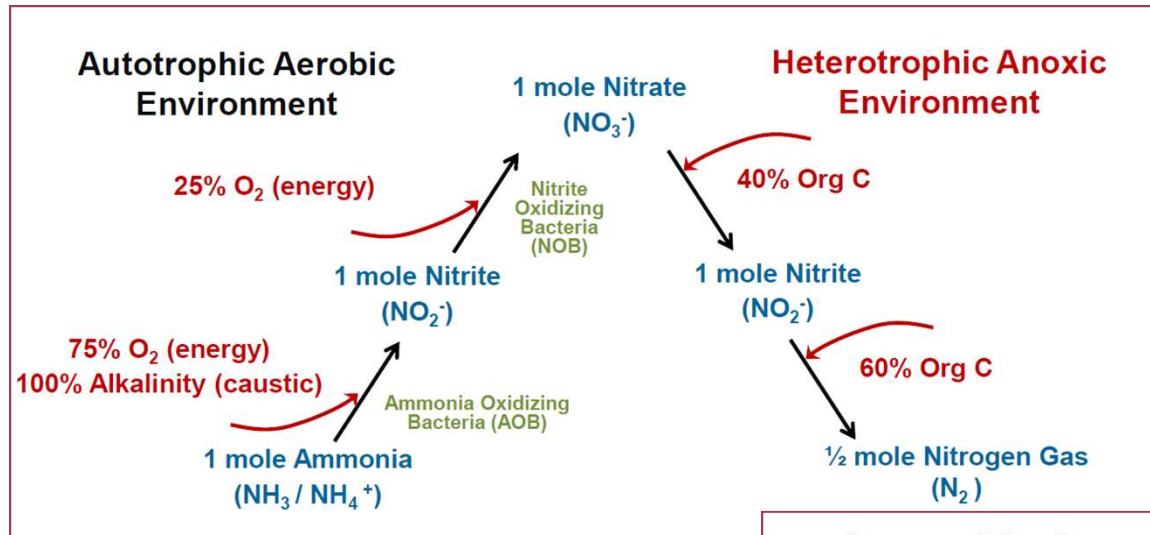 Autotrophic Aerobic
Environment
1 mole Nitrate
(NO₃⁻)
Heterotrophic Anoxic
Environment
25% O₂ (energy)
Nitrite
Oxidizing
Bacteria
(NOB)
40% Org C
1 mole Nitrite
(NO₂⁻)
1 mole Nitrite
(NO₂⁻)
75% O₂ (energy)
100% Alkalinity (caustic)
60% Org C
Ammonia Oxidizing
Bacteria (AOB)
1 mole Ammonia
(NH₃ / NH₄⁺)
½ mole Nitrogen Gas
(N₂)